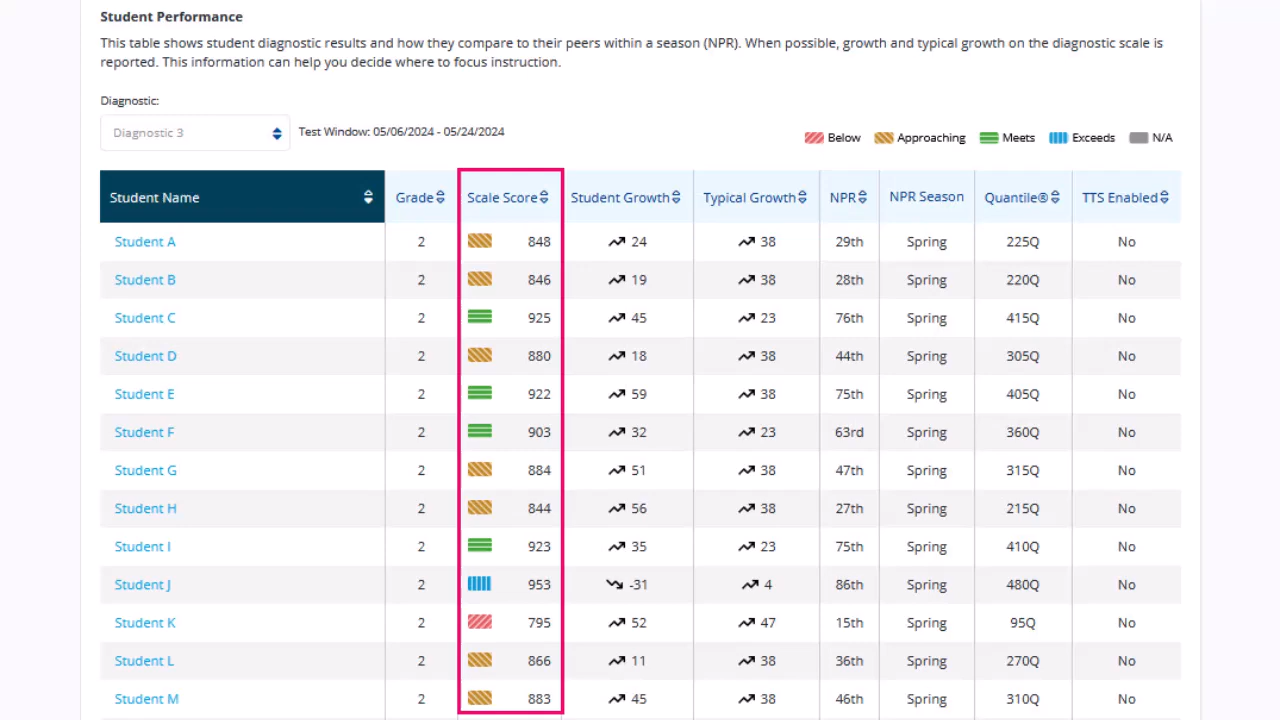 Student Performance
This table shows student diagnostic results and how they compare to their peers within a season (NPR). When possible, growth and typical growth on the diagnostic scale is
reported. This information can help you decide where to focus instruction.
Diagnostic:
Diagnostic 3 Test Window: 05/06/2024 - 05/24/2024
Below Approaching Meets Exceeds N/A
Student Name Grade Scale Score Student Growth Typical Growth NPR NPR Season Quantile® TTS Enabled
Student A 2 848 24 38 29th Spring 225Q No
Student B 2 846 19 38 28th Spring 220Q No
Student C 2 925 45 23 76th Spring 415Q No
Student D 2 880 18 38 44th Spring 305Q No
Student E 2 922 59 38 75th Spring 405Q No
Student F 2 903 32 23 63rd Spring 360Q No
Student G 2 884 51 38 47th Spring 315Q No
Student H 2 844 56 38 27th Spring 215Q No
Student I 2 923 35 23 75th Spring 410Q No
Student J 2 953 -31 4 86th Spring 480Q No
Student K 2 795 52 47 15th Spring 95Q No
Student L 2 866 11 38 36th Spring 270Q No
Student M 2 883 45 38 46th Spring 310Q No